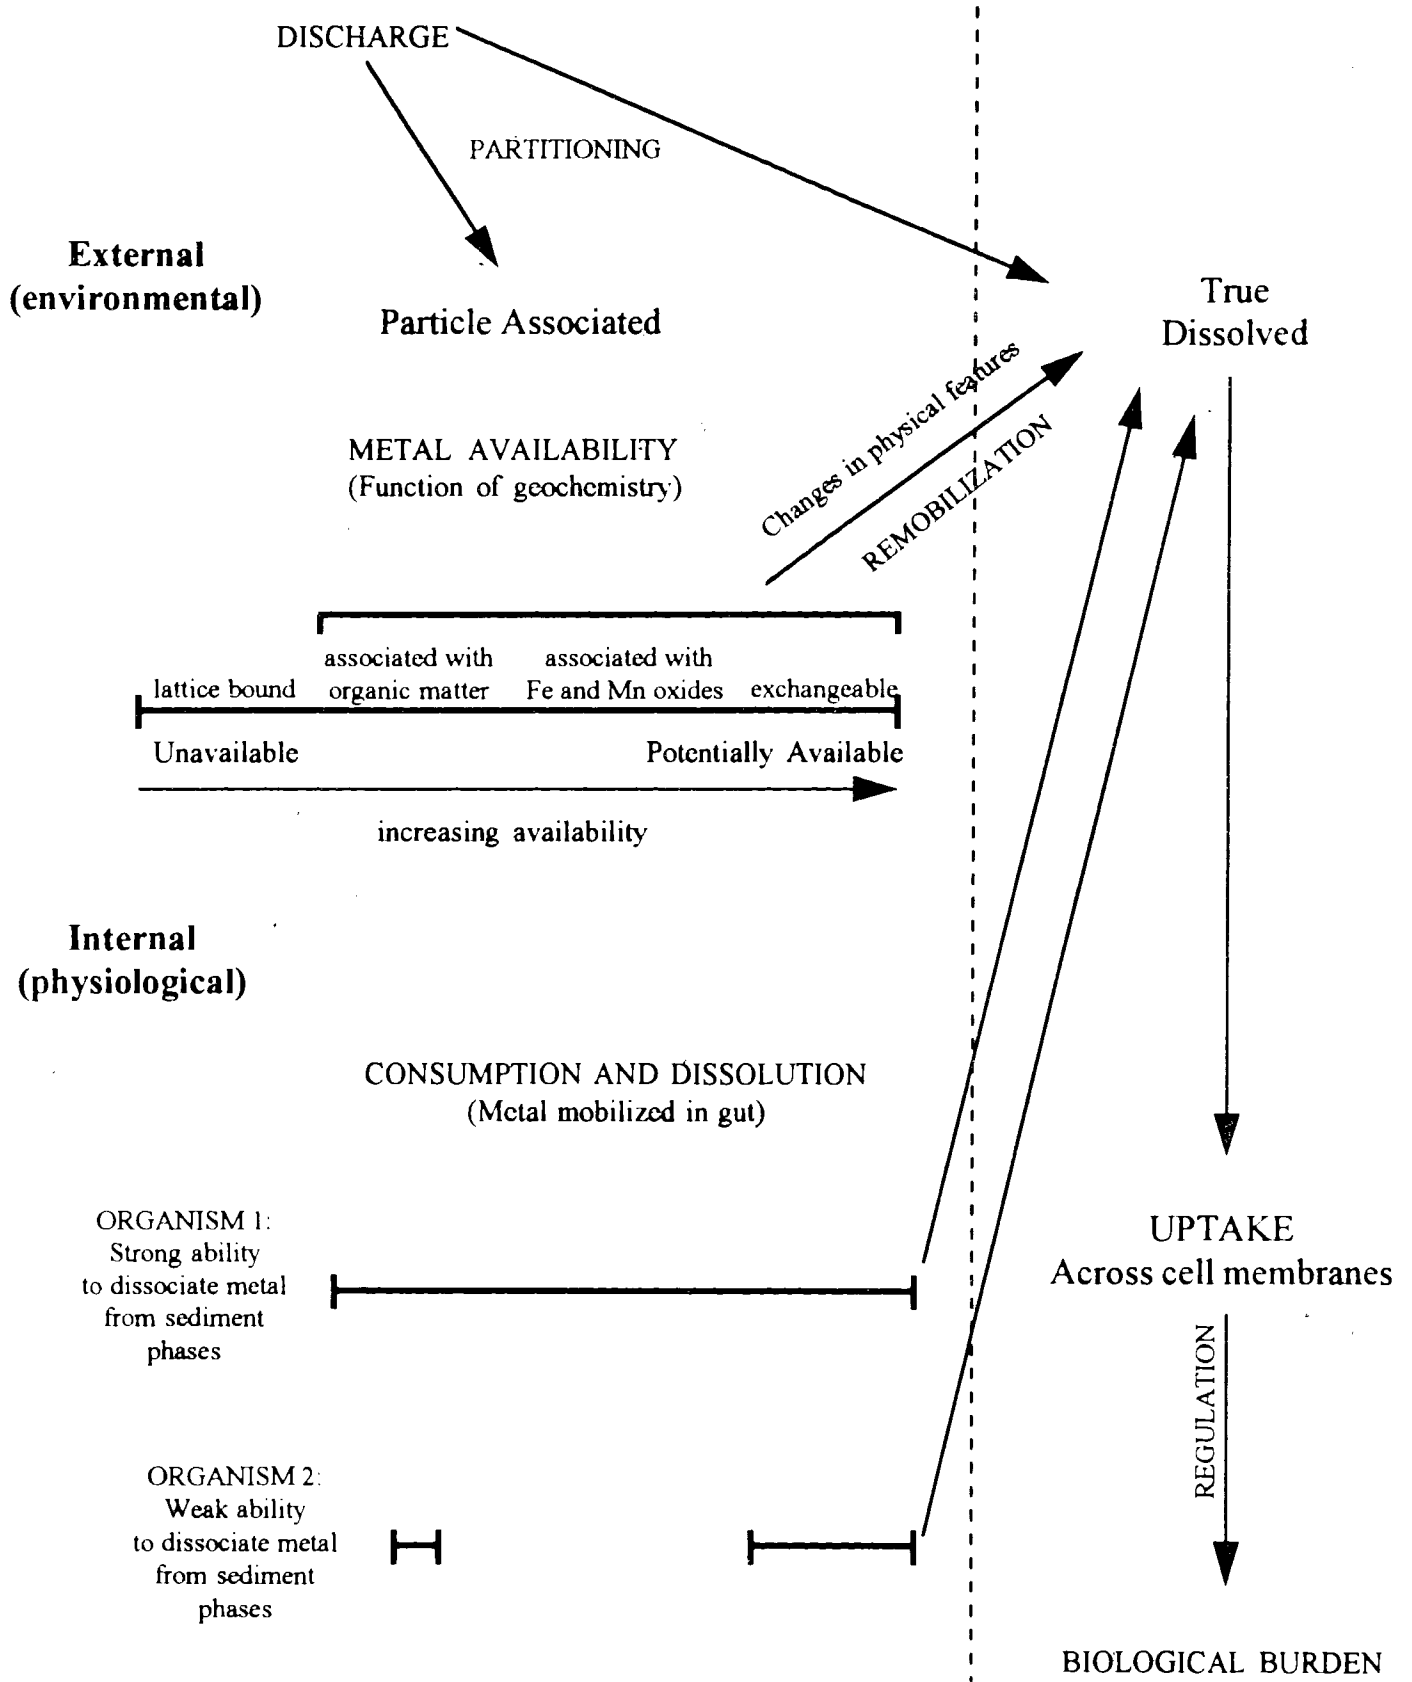 DISCHARGE
PARTITIONING
External
(environmental)
Particle Associated
True
Dissolved
METAL AVAILABILITY
(Function of geochemistry)
Changes in physical features
REMOBILIZATION
associated with
organic matter
associated with
Fe and Mn oxides
lattice bound
exchangeable
Unavailable
Potentially Available
increasing availability
Internal
(physiological)
CONSUMPTION AND DISSOLUTION
(Metal mobilized in gut)
ORGANISM 1:
Strong ability
to dissociate metal
from sediment
phases
UPTAKE
Across cell membranes
REGULATION
ORGANISM 2:
Weak ability
to dissociate metal
from sediment
phases
BIOLOGICAL BURDEN